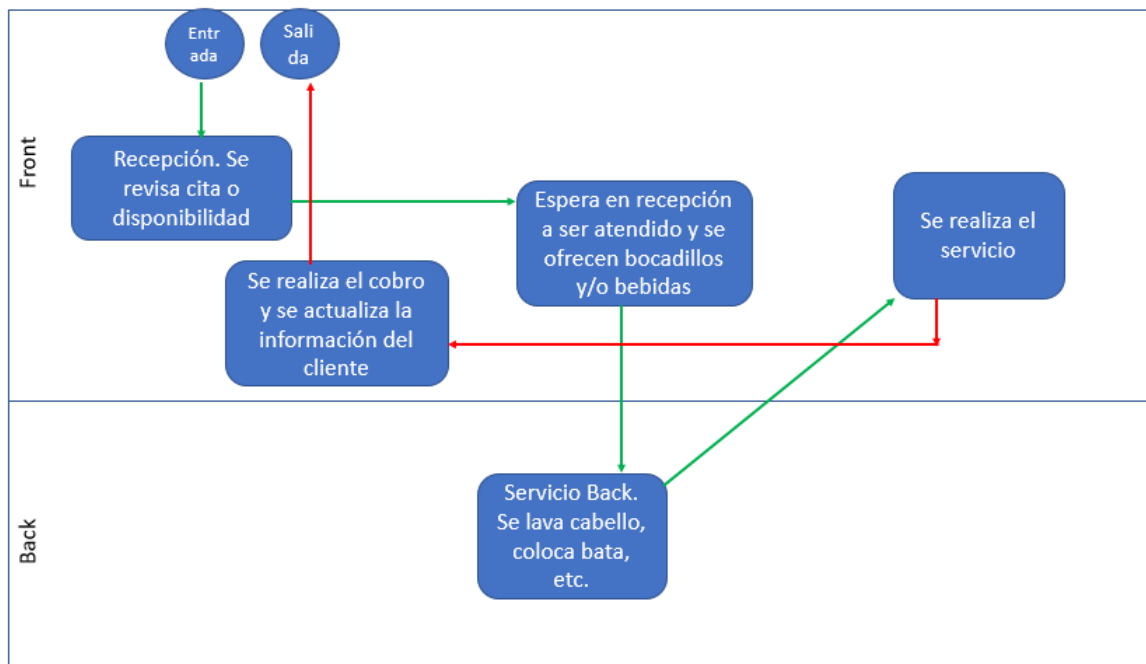 Entr
ada
Sali
da
Front
Recepción. Se
revisa cita o
disponibilidad
Espera en recepción
a ser atendido y se
ofrecen bocadillos
y/o bebidas
Se realiza el
servicio
Se realiza el cobro
y se actualiza la
información del
cliente
Back
Servicio Back.
Se lava cabello,
coloca bata,
etc.